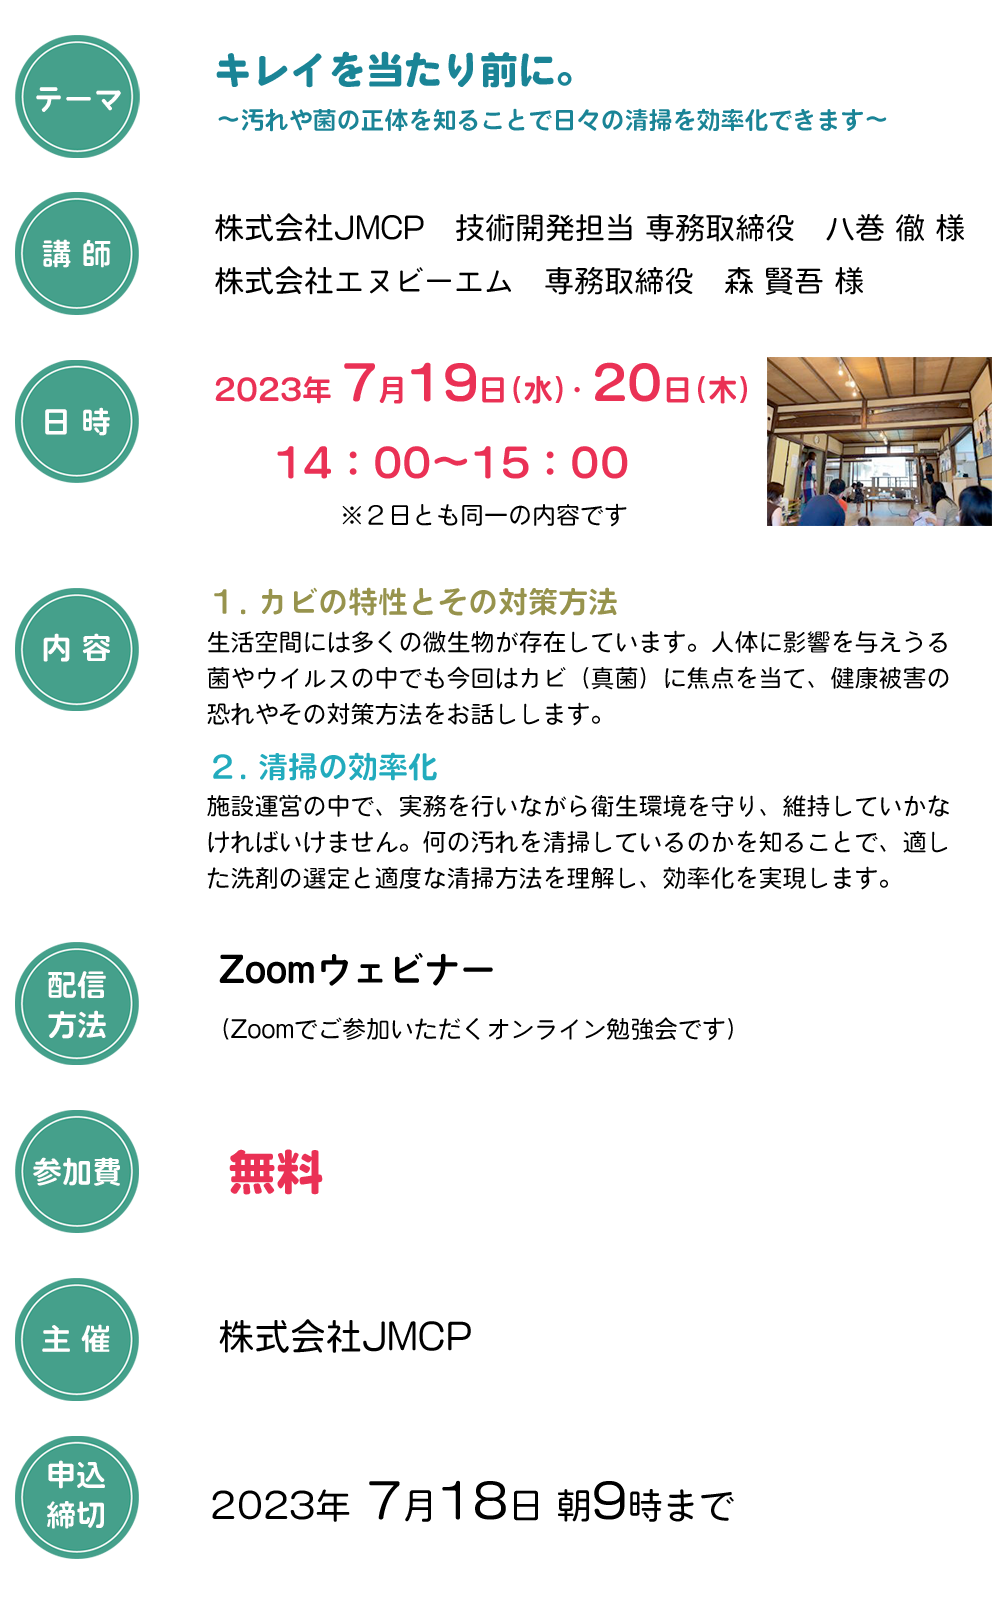 テーマ
キレイを当たり前に。
～汚れや菌の正体を知ることで日々の清掃を効率化できます～
講 師
株式会社JMCP　技術開発担当 専務取締役　八巻 徹 様
株式会社エヌビーエム　専務取締役　森 賢吾 様
日 時
2023年 7月19日(水)・20日(木)
14：00～15：00
※２日とも同一の内容です
内 容
１. カビの特性とその対策方法
生活空間には多くの微生物が存在しています。人体に影響を与えうる
菌やウイルスの中でも今回はカビ（真菌）に焦点を当て、健康被害の
恐れやその対策方法をお話しします。
２. 清掃の効率化
施設運営の中で、実務を行いながら衛生環境を守り、維持していかな
ければいけません。何の汚れを清掃しているのかを知ることで、適し
た洗剤の選定と適度な清掃方法を理解し、効率化を実現します。
配信
方法
Zoomウェビナー
（Zoomでご参加いただくオンライン勉強会です）
参加費
無料
主 催
株式会社JMCP
申込
締切
2023年 7月18日 朝9時まで